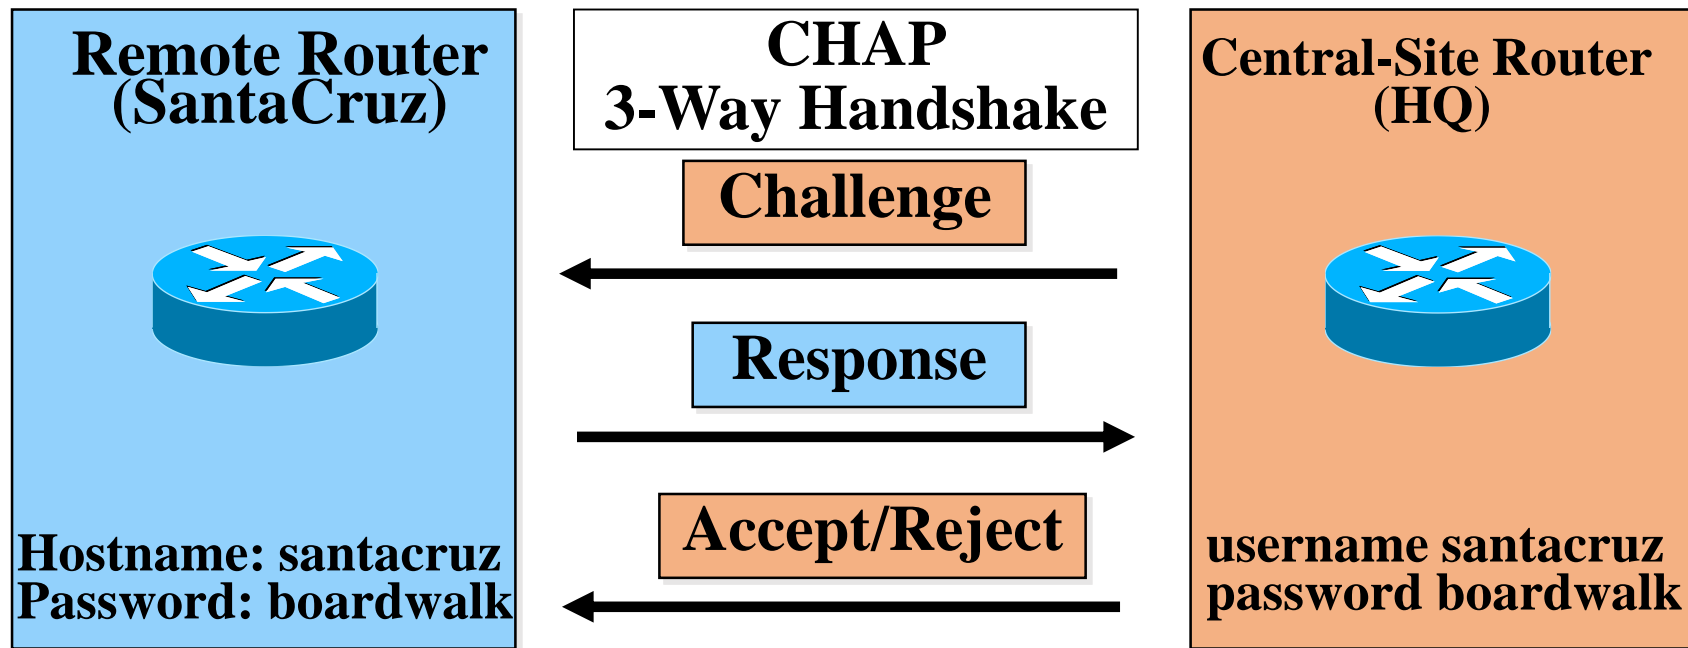 Remote Router
(SantaCruz)
CHAP
3-Way Handshake
Central-Site Router
(HQ)
Challenge
Response
Accept/Reject
Hostname: santacruz
Password: boardwalk
username santacruz
password boardwalk